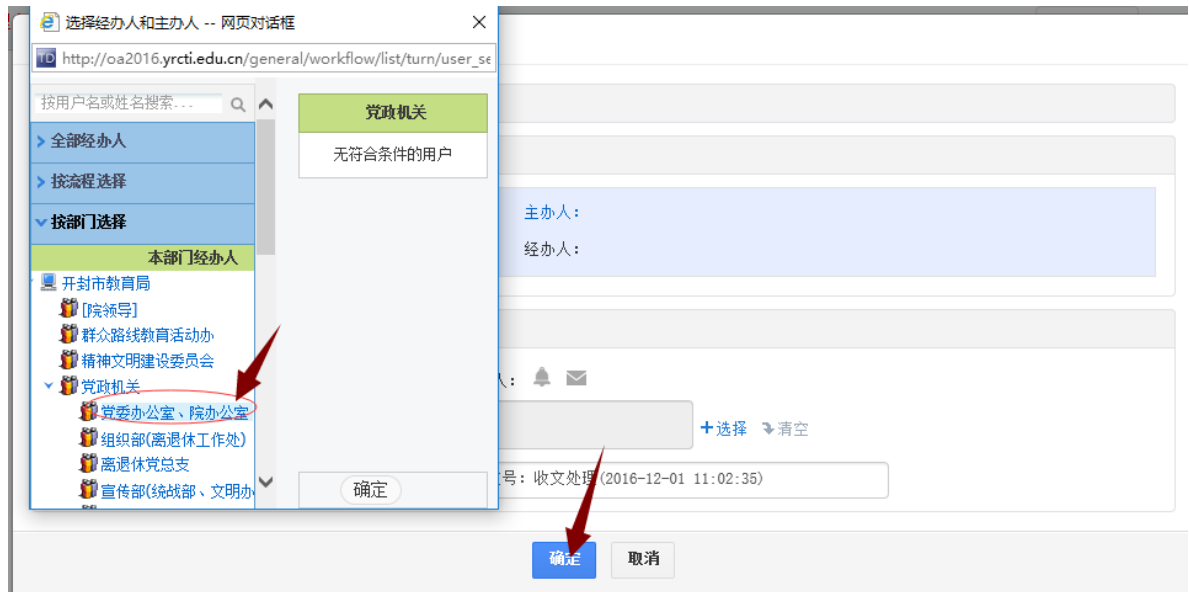 选择经办人和主办人 -- 网页对话框
http://oa2016.yrcti.edu.cn/general/workflow/list/turn/user_se
按用户名或姓名搜索...
全部经办人
按流程选择
按部门选择
本部门经办人
开封市教育局
[院领导]
群众路线教育活动办
精神文明建设委员会
党政机关
党委办公室、院办公室
组织部(离退休工作处)
离退休党总支
宣传部(统战部、文明办
党政机关
无符合条件的用户
确定
主办人:
经办人:
+选择
清空
号: 收文处理(2016-12-01 11:02:35)
确定
取消